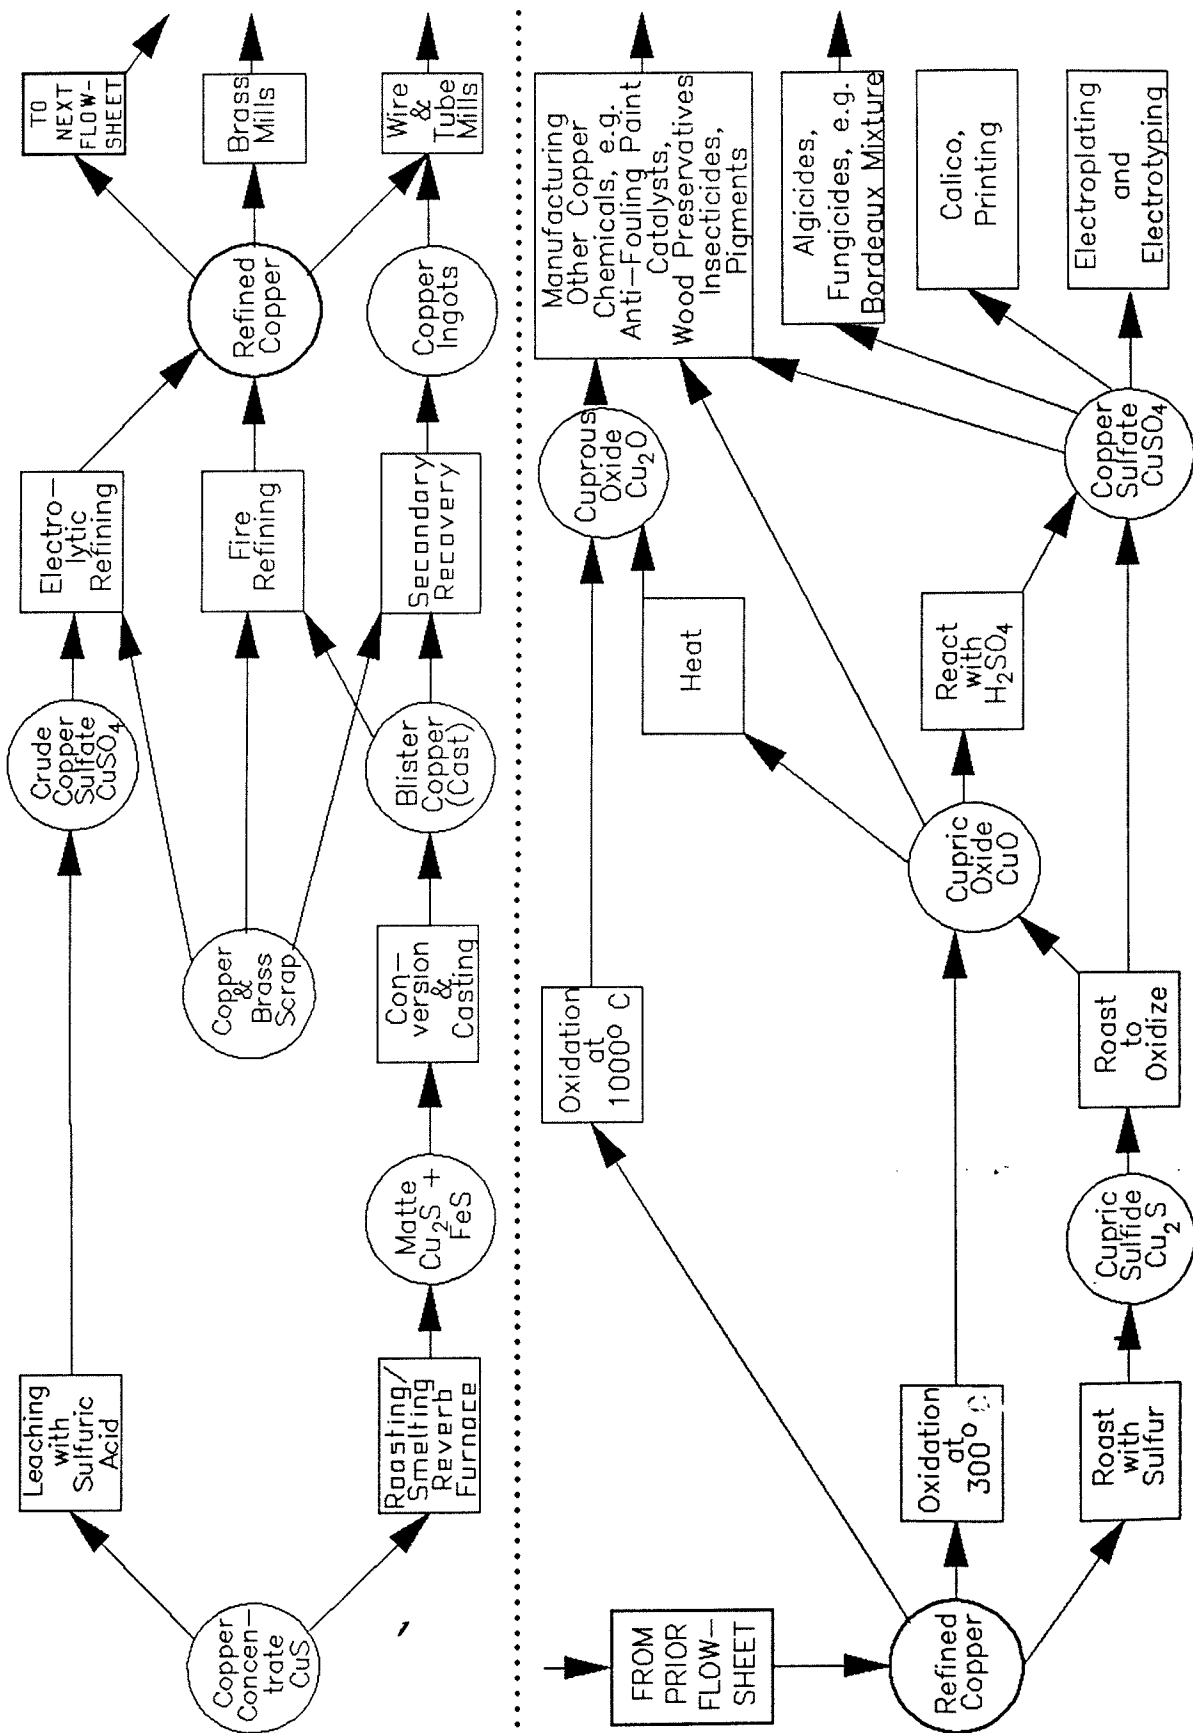 Copper
Concen-
trate
CuS
Leaching
with
Sulfuric
Acid
Roasting/
Smelting
Reverb
Furnace
Matte
Cu2S +
FeS
Con-
version
&
Casting
Copper
&
Brass
Scrap
Crude
Copper
Sulfate
CuSO4
Blister
Copper
(Cast)
Electro-
lytic
Refining
Fire
Refining
Secondary
Recovery
Refined
Copper
Copper
Ingots
TO
NEXT
FLOW-
SHEET
Brass
Mills
Wire
&
Tube
Mills
FROM
PRIOR
FLOW-
SHEET
Refined
Copper
Oxidation
at
1000° C
Oxidation
at
300° C
Roast
with
Sulfur
Cupric
Sulfide
Cu2S
Roast
to
Oxidize
Cupric
Oxide
CuO
Heat
React
with
H2SO4
Cuprous
Oxide
Cu2O
Copper
Sulfate
CuSO4
Manufacturing
Other Copper
Chemicals, e.g.
Anti-Fouling Paint
Catalysts,
Wood Preservatives
Insecticides,
Pigments
Algicides,
Fungicides, e.g.
Bordeaux Mixture
Calico,
Printing
Electroplating
and
Electrotyping